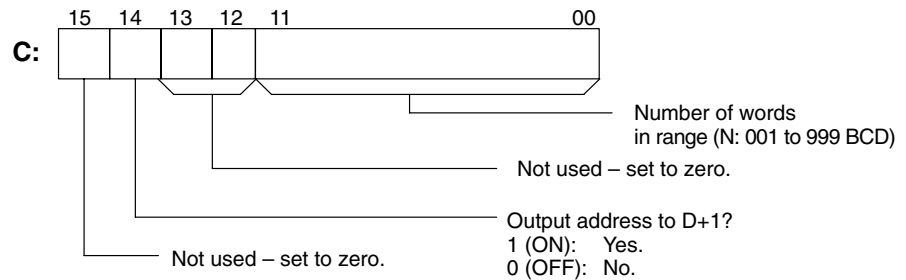 15 14 13 12 11 00
C:
Number of words
in range (N: 001 to 999 BCD)
Not used – set to zero.
Output address to D+1?
1 (ON): Yes.
0 (OFF): No.
Not used – set to zero.